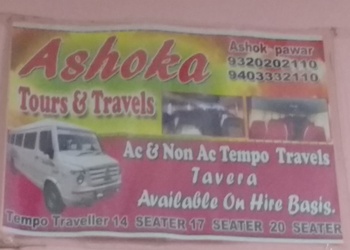 Ashoka
Ashok-pawar
9320202110
9403332110
Tours & Travels
Ac & Non Ac Tempo Travels
Tavera
Available On Hire Basis.
Tempo Traveller 14 SEATER 17 SEATER 20 SEATER